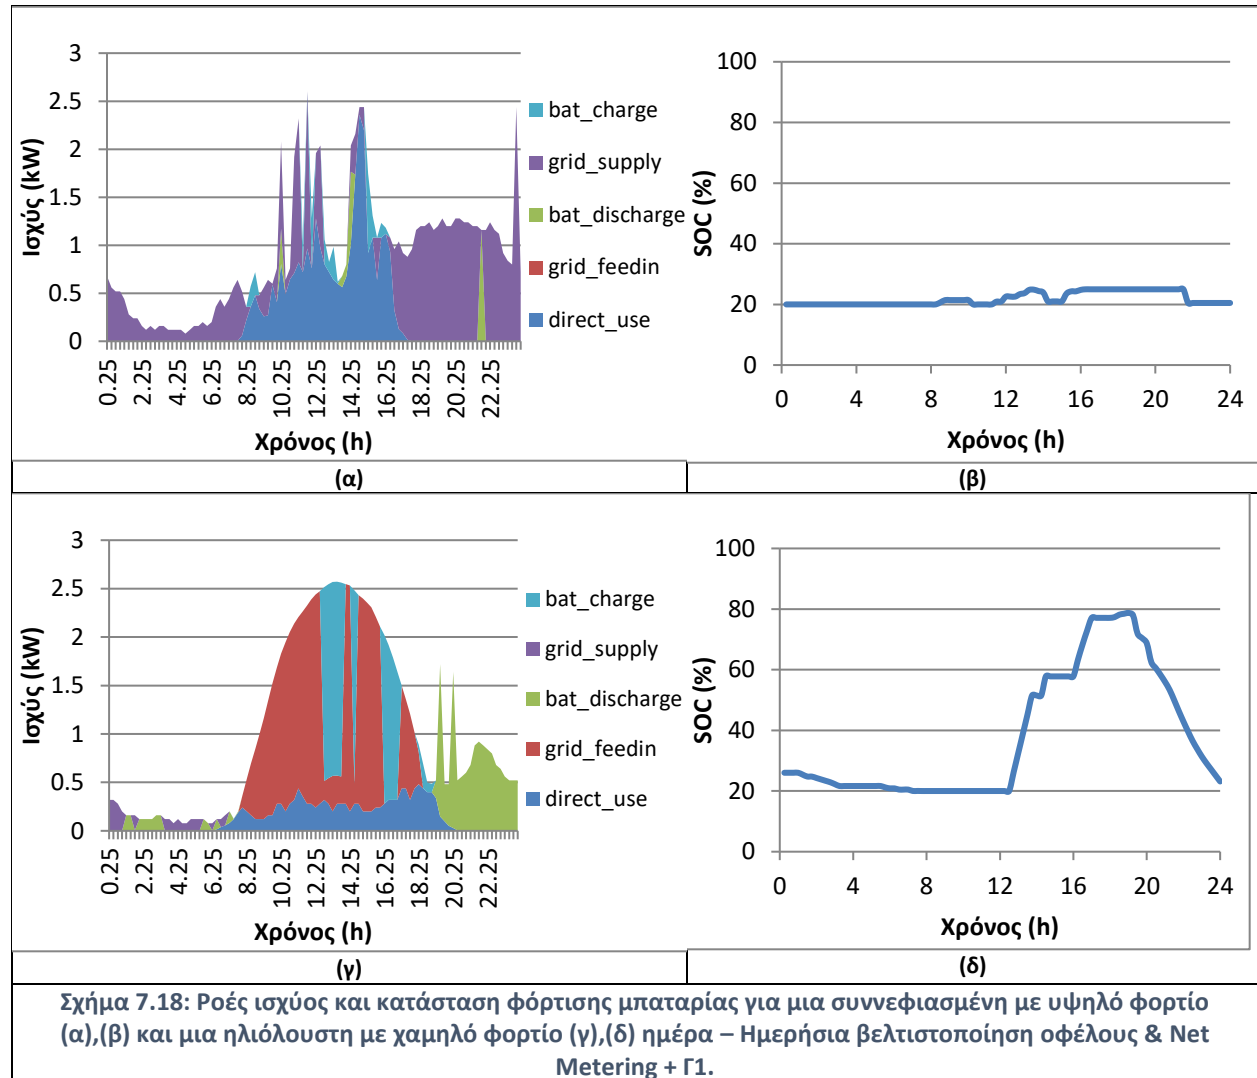 3
2.5
2
1.5
1
0.5
0
Ισχύς (kW)
0.25
2.25
4.25
6.25
8.25
10.25
12.25
14.25
16.25
18.25
20.25
22.25
Χρόνος (h)
bat_charge
grid_supply
bat_discharge
grid_feedin
direct_use
(α)
100
80
60
40
20
0
SOC (%)
0 4 8 12 16 20 24
Χρόνος (h)
(β)
3
2.5
2
1.5
1
0.5
0
Ισχύς (kW)
0.25
2.25
4.25
6.25
8.25
10.25
12.25
14.25
16.25
18.25
20.25
22.25
Χρόνος (h)
bat_charge
grid_supply
bat_discharge
grid_feedin
direct_use
(γ)
100
80
60
40
20
0
SOC (%)
0 4 8 12 16 20 24
Χρόνος (h)
(δ)
Σχήμα 7.18: Ροές ισχύος και κατάσταση φόρτισης μπαταρίας για μια συννεφιασμένη με υψηλό φορτίο
(α),(β) και μια ηλιόλουστη με χαμηλό φορτίο (γ),(δ) ημέρα – Ημερήσια βελτιστοποίηση οφέλους & Net
Metering + Γ1.